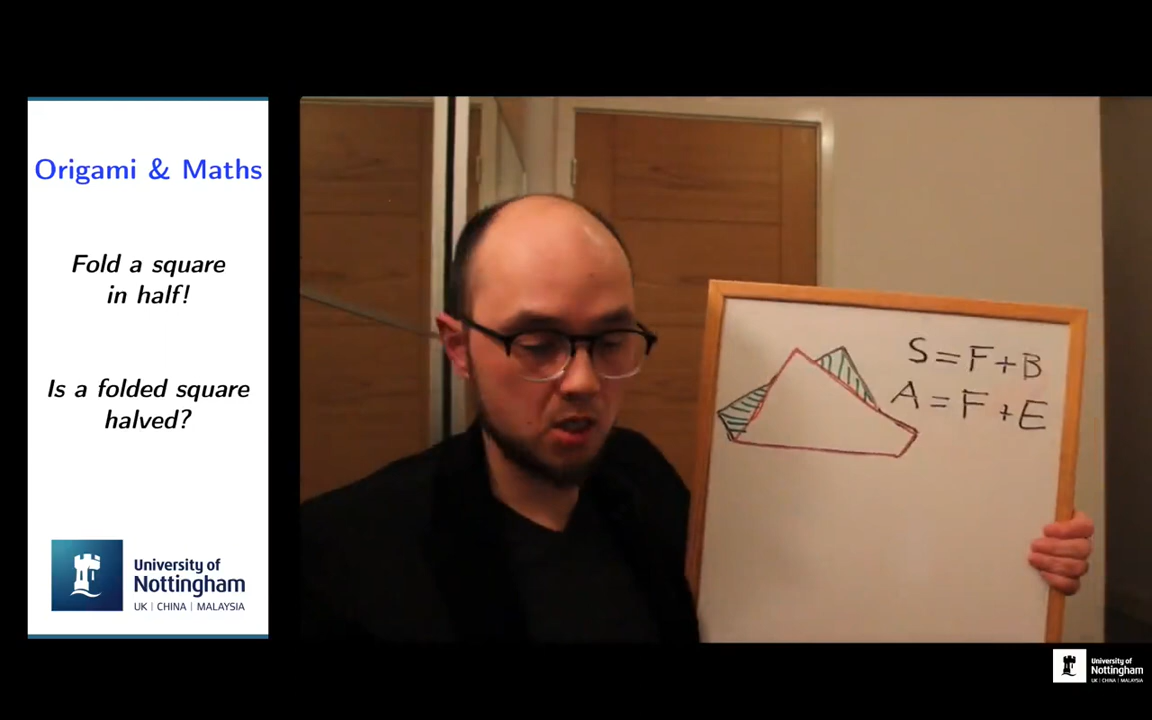 Origami & Maths
Fold a square
in half!
Is a folded square
halved?
University of
Nottingham
UK | CHINA | MALAYSIA
S = F + B
A = F + E
University of
Nottingham
UK | CHINA | MALAYSIA